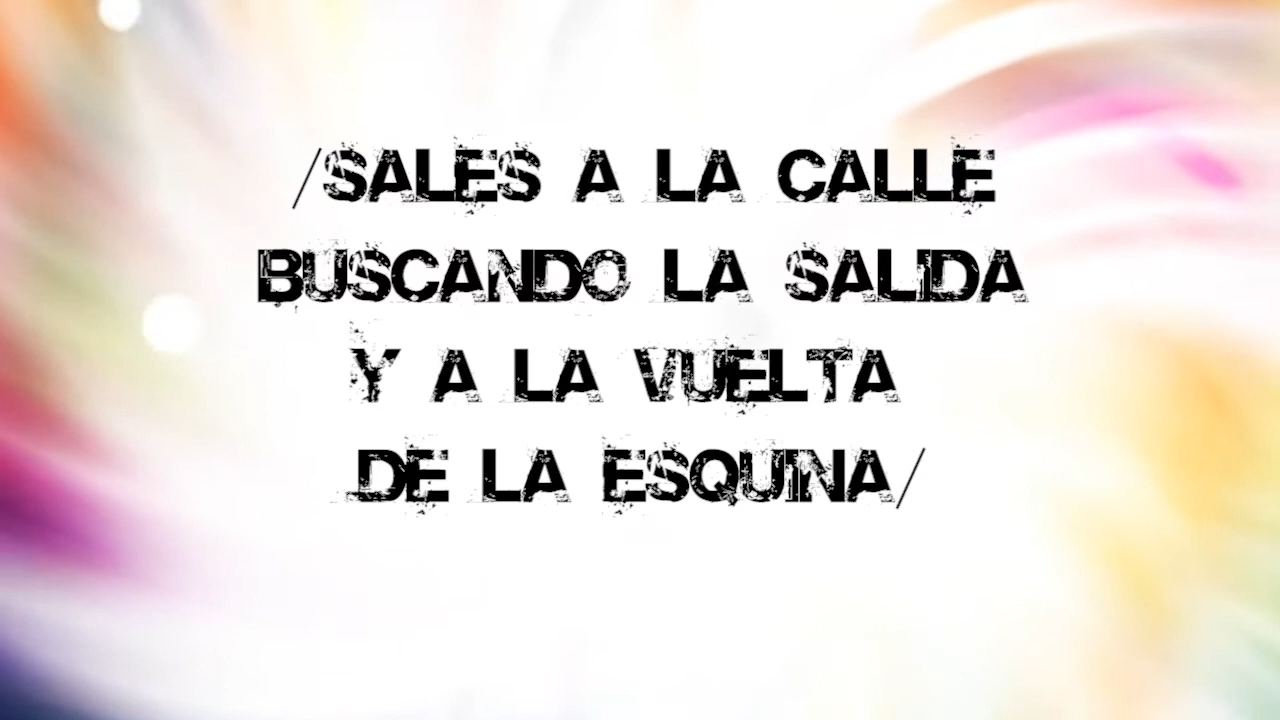 /SALES A LA CALLE
BUSCANDO LA SALIDA
Y A LA VUELTA
DE LA ESQUINA/